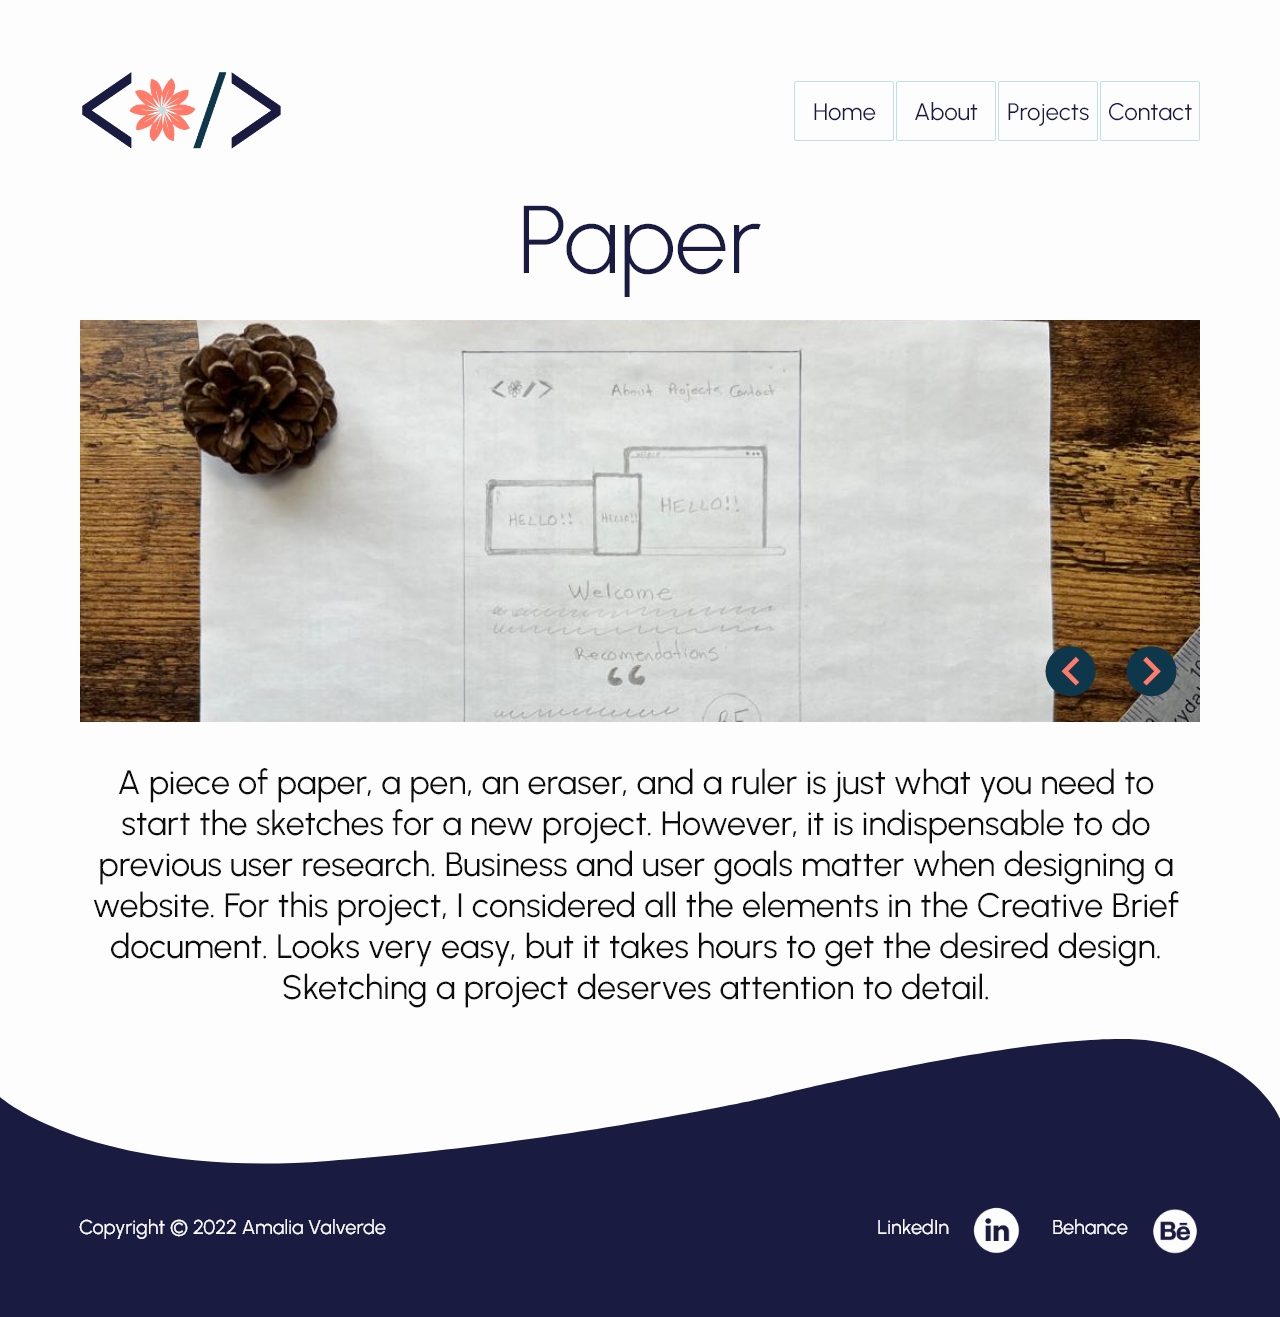 Home About Projects Contact
Paper
About Projects Contact
HELLO!! HELLO!! HELLO!!
Welcome
Recomendations
“
A piece of paper, a pen, an eraser, and a ruler is just what you need to
start the sketches for a new project. However, it is indispensable to do
previous user research. Business and user goals matter when designing a
website. For this project, I considered all the elements in the Creative Brief
document. Looks very easy, but it takes hours to get the desired design.
Sketching a project deserves attention to detail.
Copyright © 2022 Amalia Valverde
LinkedIn in Behance Bē